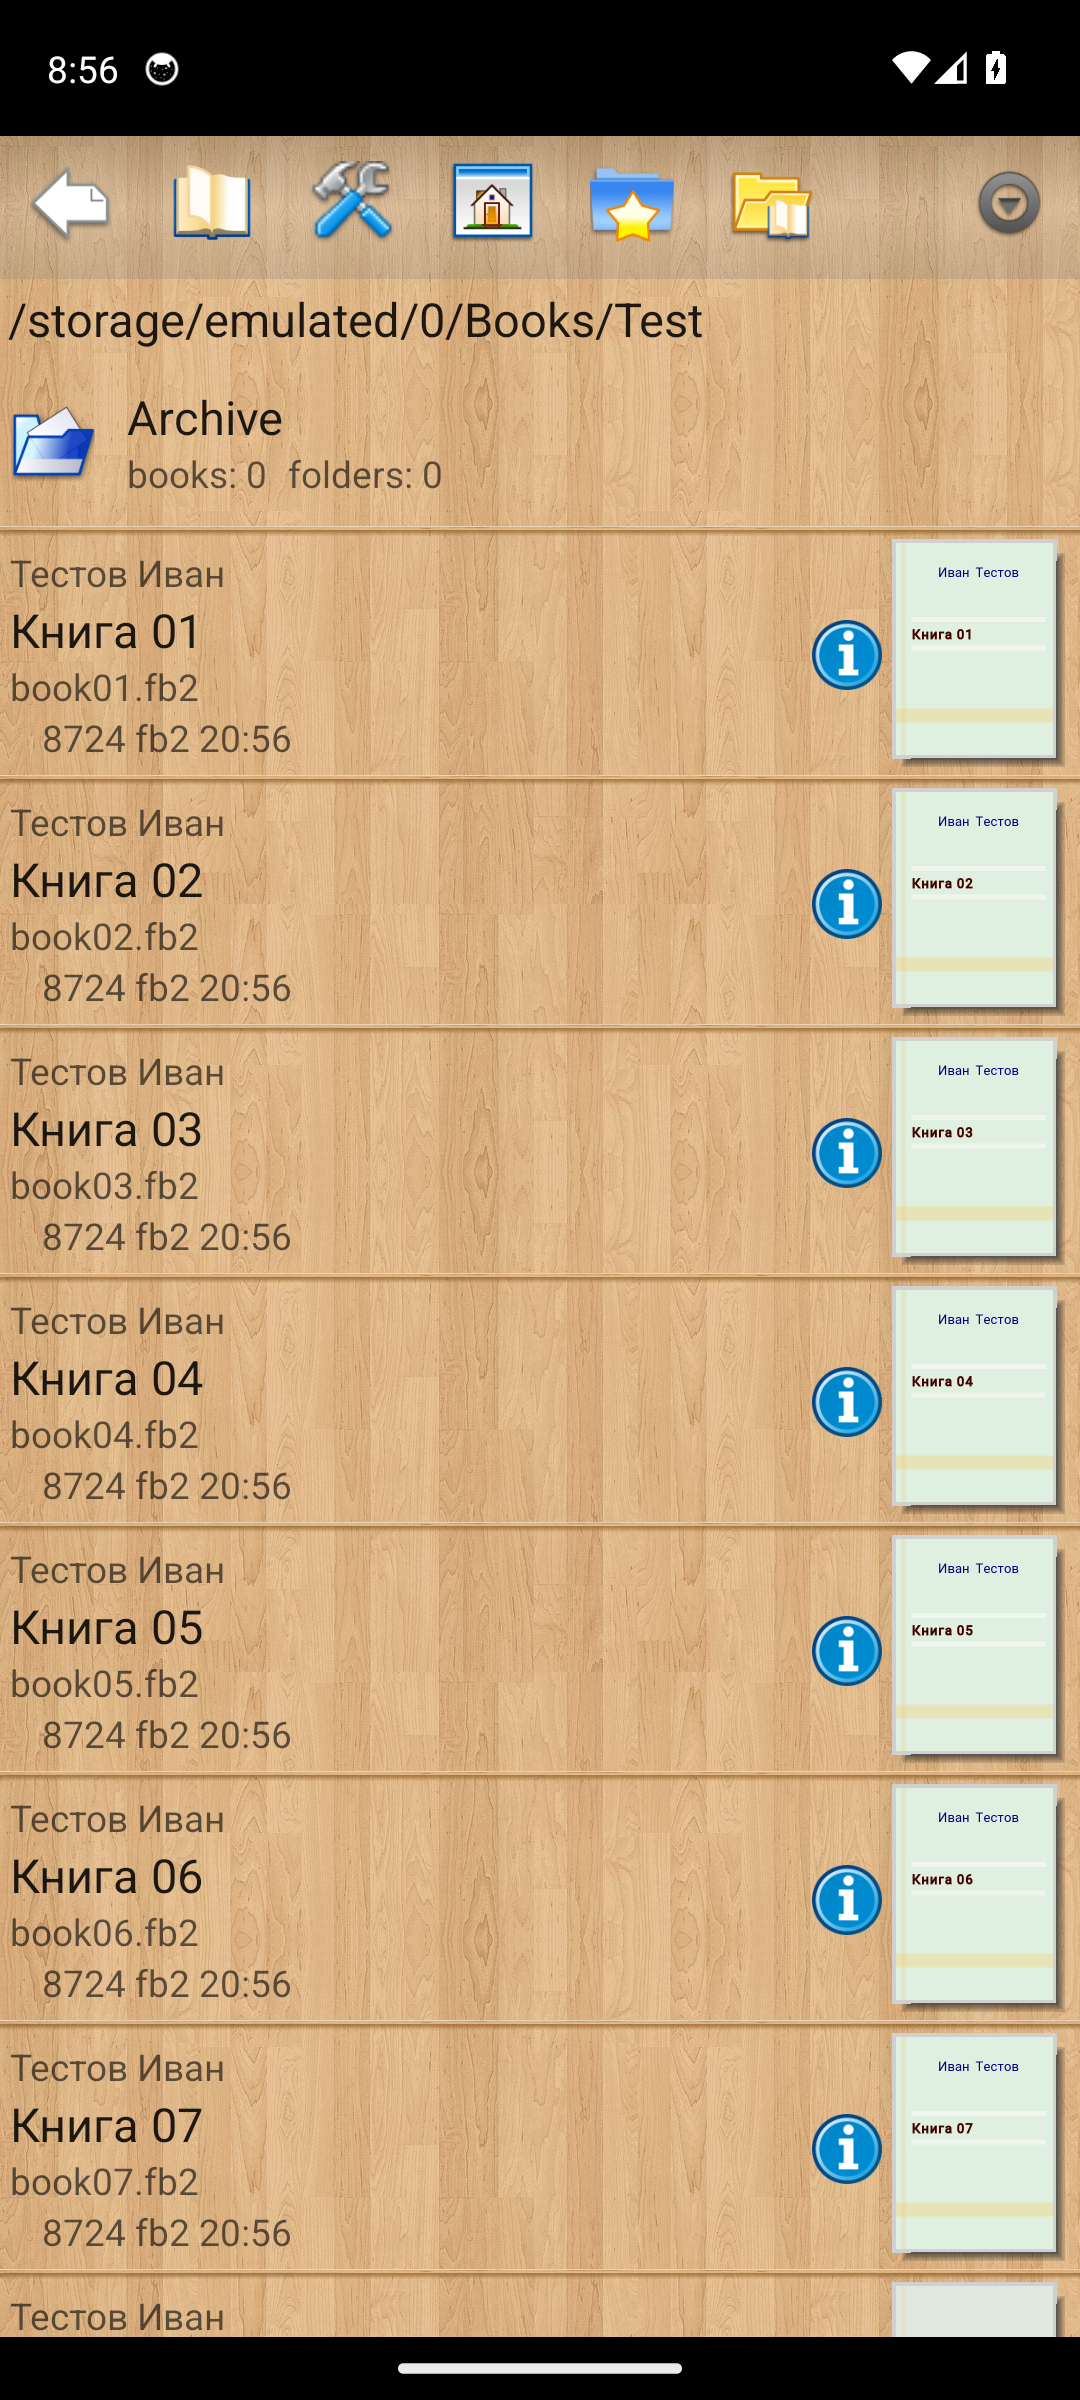 8:56
/storage/emulated/0/Books/Test
Archive
books: 0 folders: 0
Тестов Иван
Книга 01
book01.fb2
8724 fb2 20:56
Иван Тестов
Книга 01
Тестов Иван
Книга 02
book02.fb2
8724 fb2 20:56
Иван Тестов
Книга 02
Тестов Иван
Книга 03
book03.fb2
8724 fb2 20:56
Иван Тестов
Книга 03
Тестов Иван
Книга 04
book04.fb2
8724 fb2 20:56
Иван Тестов
Книга 04
Тестов Иван
Книга 05
book05.fb2
8724 fb2 20:56
Иван Тестов
Книга 05
Тестов Иван
Книга 06
book06.fb2
8724 fb2 20:56
Иван Тестов
Книга 06
Тестов Иван
Книга 07
book07.fb2
8724 fb2 20:56
Иван Тестов
Книга 07
Тестов Иван